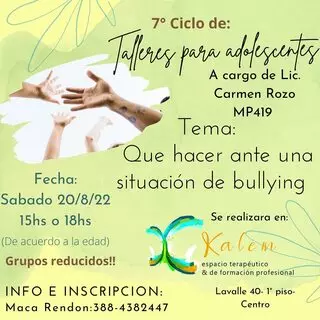 7° Ciclo de:
Talleres para adolescentes
A cargo de Lic.
Carmen Rozo
MP419
Tema:
Que hacer ante una
situación de bullying
Fecha:
Sabado 20/8/22
15hs o 18hs
(De acuerdo a la edad)
Grupos reducidos!!
Se realizara en:
Kalem
espacio terapéutico
& de formación profesional
Lavalle 40- 1° piso-
Centro
INFO E INSCRIPCION:
Maca Rendon:388-4382447